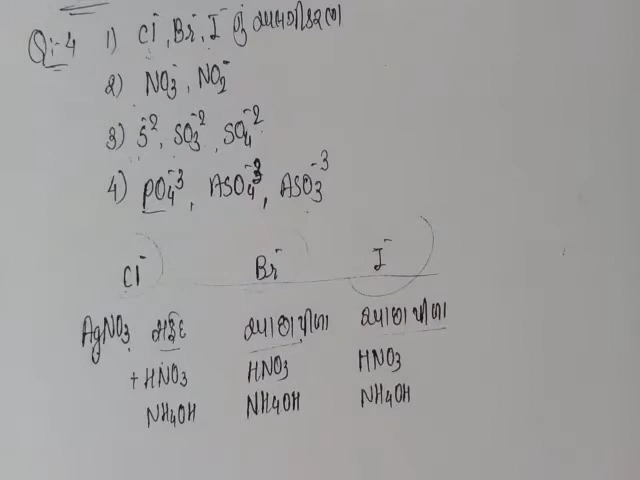 Q:-4 1) Cl⁻, Br⁻, I⁻ નું અલગીકરણ
2) NO₃⁻, NO₂⁻
3) S⁻², SO₃⁻², SO₄⁻²
4) PO₄⁻³, ASO₄⁻³, ASO₃⁻³
Cl⁻ Br⁻ I⁻
AgNO₃ સફેદ આછા પીળા
+ HNO₃ HNO₃ HNO₃
NH₄OH NH₄OH NH₄OH